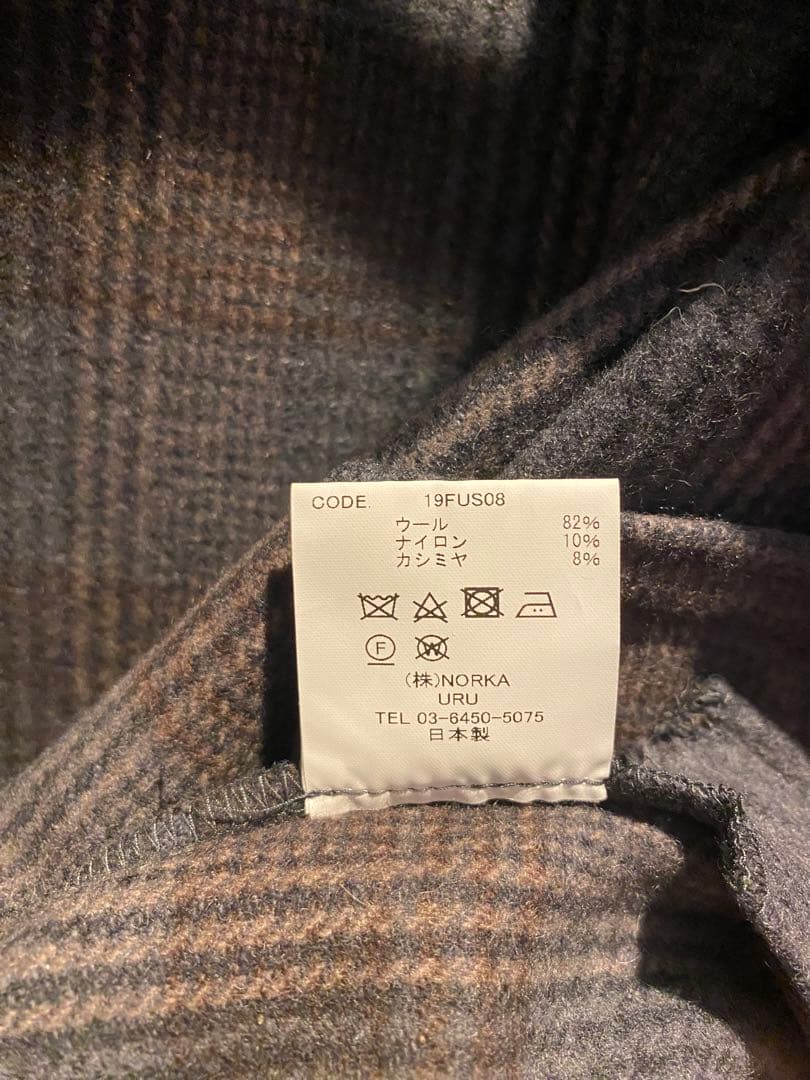 CODE. 19FUS08
ウール 82%
ナイロン 10%
カシミヤ 8%
F W
(株)NORKA
URU
TEL 03-6450-5075
日本製